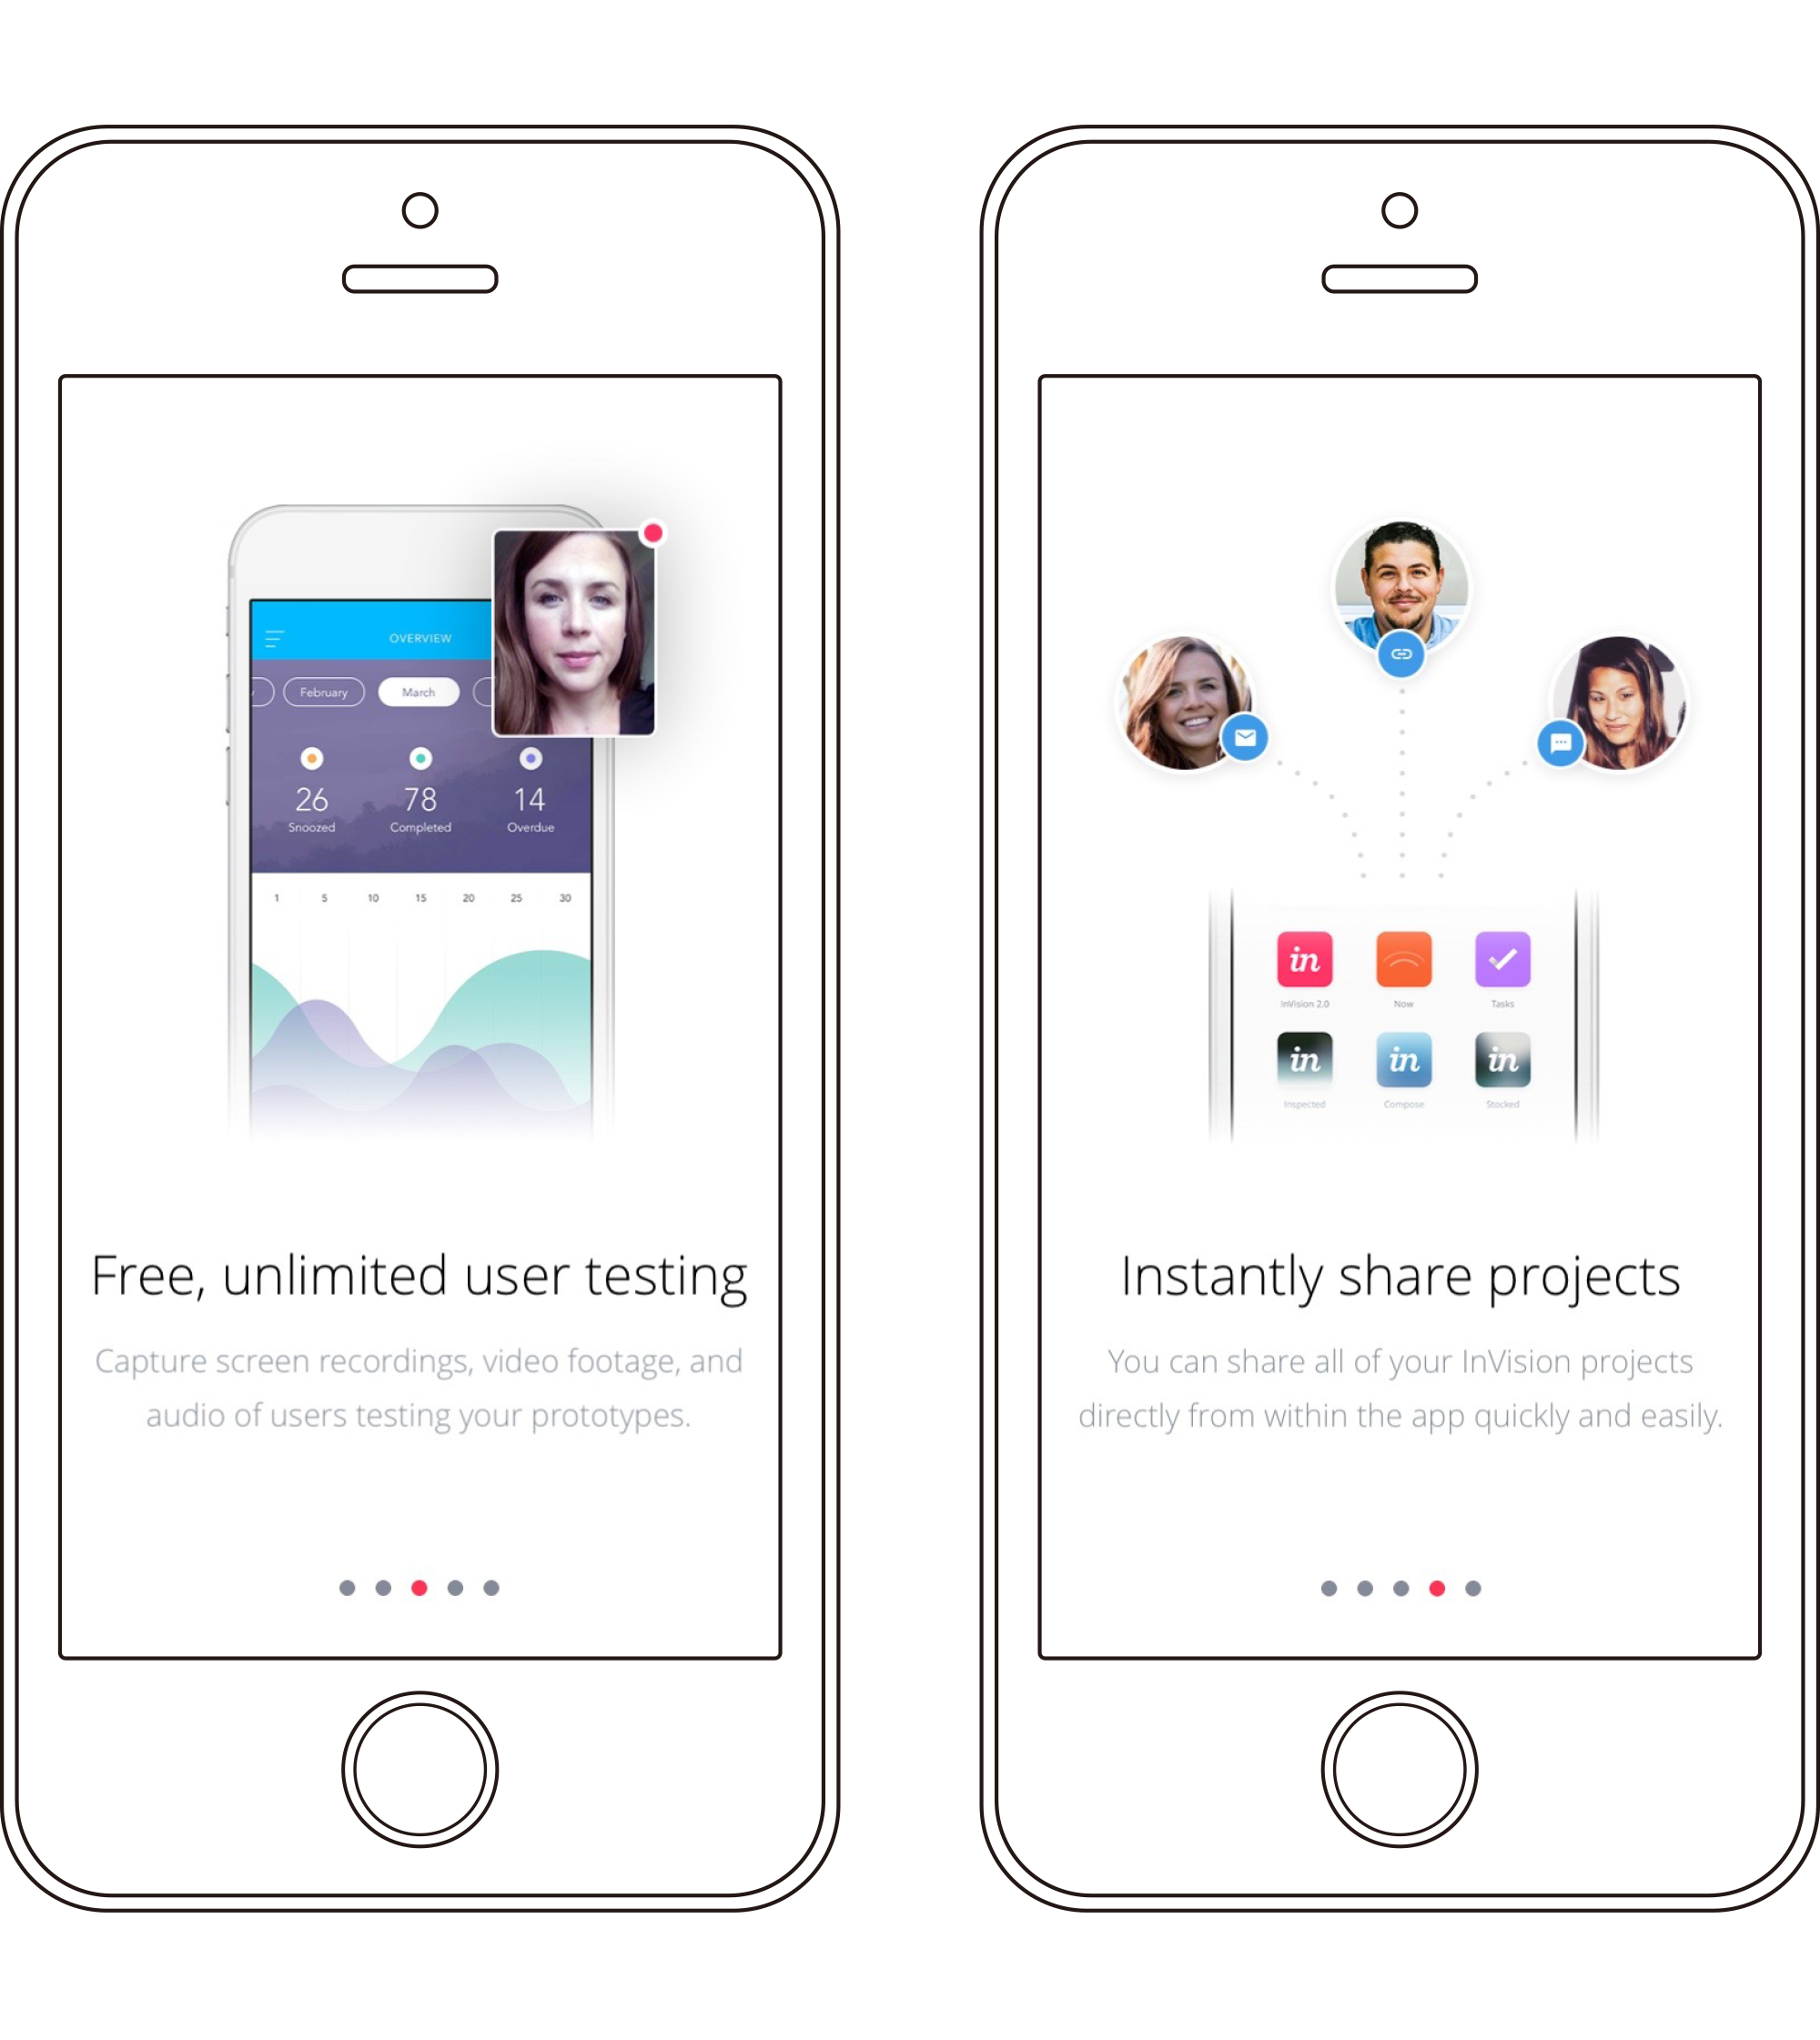 OVERVIEW
February
March
26
78
14
Snoozed
Completed
Overdue
1 5 10 15 20 25 30
Free, unlimited user testing
Capture screen recordings, video footage, and
audio of users testing your prototypes.
in
InVision 2.0
Now
Tasks
in
in
in
Inspected
Compose
Stocked
Instantly share projects
You can share all of your InVision projects
directly from within the app quickly and easily.